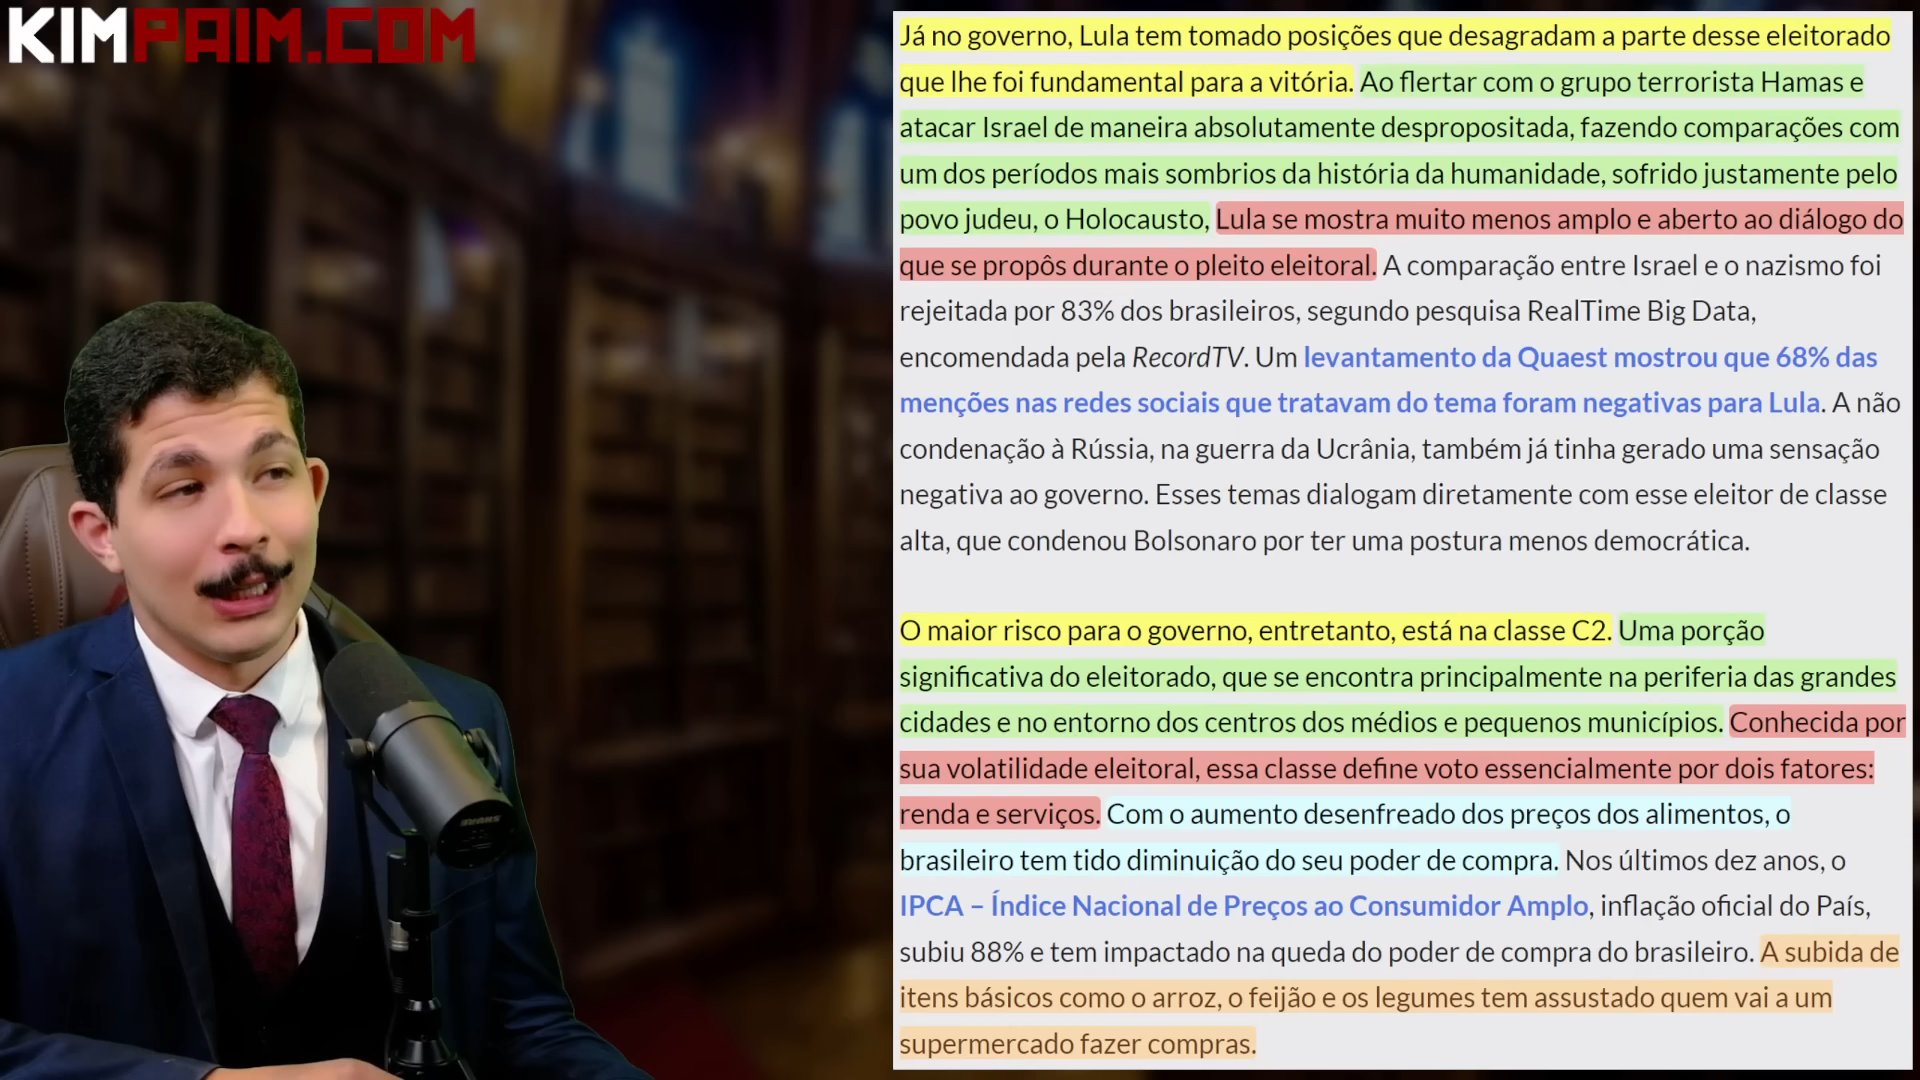 KIMPAIM.COM
Já no governo, Lula tem tomado posições que desagradam a parte desse eleitorado
que lhe foi fundamental para a vitória. Ao flertar com o grupo terrorista Hamas e
atacar Israel de maneira absolutamente despropositada, fazendo comparações com
um dos períodos mais sombrios da história da humanidade, sofrido justamente pelo
povo judeu, o Holocausto, Lula se mostra muito menos amplo e aberto ao diálogo do
que se propôs durante o pleito eleitoral. A comparação entre Israel e o nazismo foi
rejeitada por 83% dos brasileiros, segundo pesquisa RealTime Big Data,
encomendada pela RecordTV. Um levantamento da Quaest mostrou que 68% das
menções nas redes sociais que tratavam do tema foram negativas para Lula. A não
condenação à Rússia, na guerra da Ucrânia, também já tinha gerado uma sensação
negativa ao governo. Esses temas dialogam diretamente com esse eleitor de classe
alta, que condenou Bolsonaro por ter uma postura menos democrática.
O maior risco para o governo, entretanto, está na classe C2. Uma porção
significativa do eleitorado, que se encontra principalmente na periferia das grandes
cidades e no entorno dos centros dos médios e pequenos municípios. Conhecida por
sua volatilidade eleitoral, essa classe define voto essencialmente por dois fatores:
renda e serviços. Com o aumento desenfreado dos preços dos alimentos, o
brasileiro tem tido diminuição do seu poder de compra. Nos últimos dez anos, o
IPCA – Índice Nacional de Preços ao Consumidor Amplo, inflação oficial do País,
subiu 88% e tem impactado na queda do poder de compra do brasileiro. A subida de
itens básicos como o arroz, o feijão e os legumes tem assustado quem vai a um
supermercado fazer compras.
SHURE